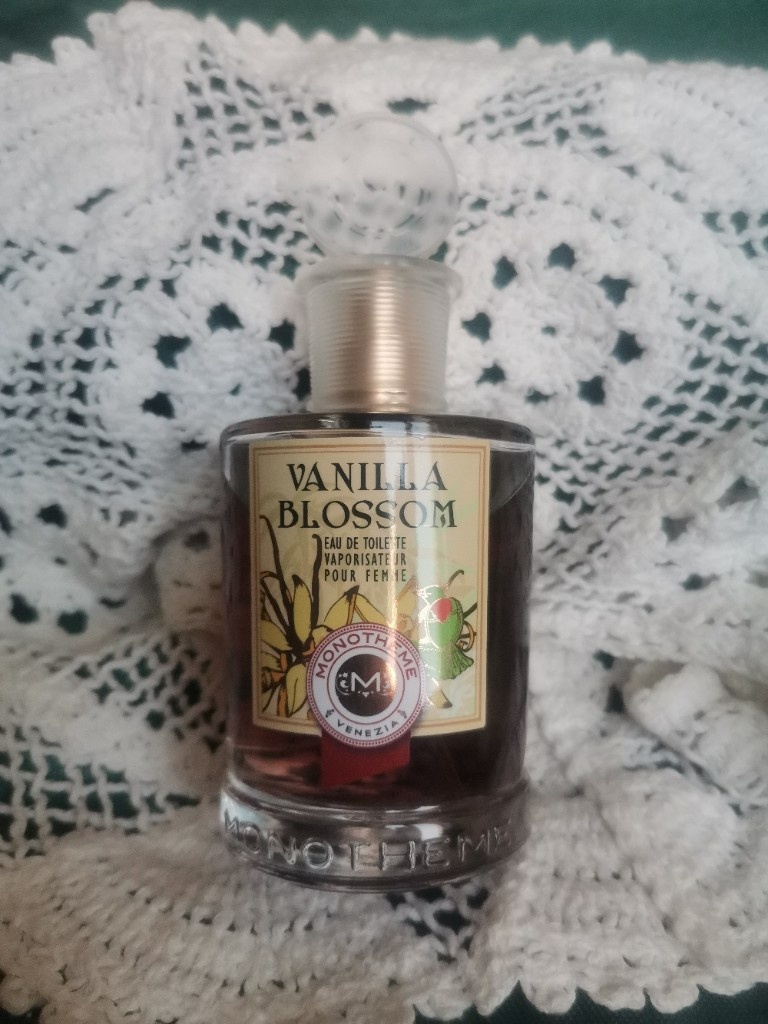 VANILLA
BLOSSOM
EAU DE TOILETTE
VAPORISATEUR
POUR FEMME
MONOTHEME
M
VENEZIA
MONOTHEME